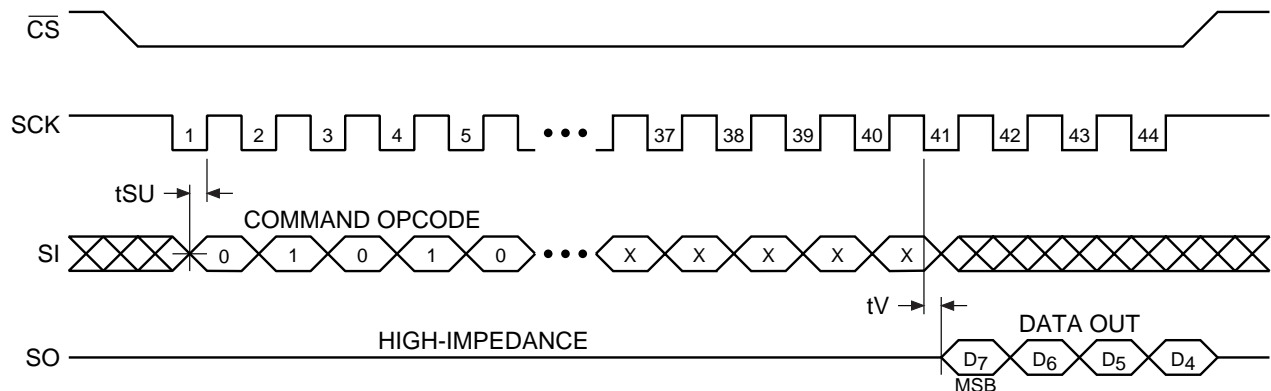 CS
SCK 1 2 3 4 5 ••• 37 38 39 40 41 42 43 44
tSU
COMMAND OPCODE
SI 0 1 0 1 0 ••• X X X X X
tV
HIGH-IMPEDANCE
DATA OUT
SO D7 D6 D5 D4
MSB